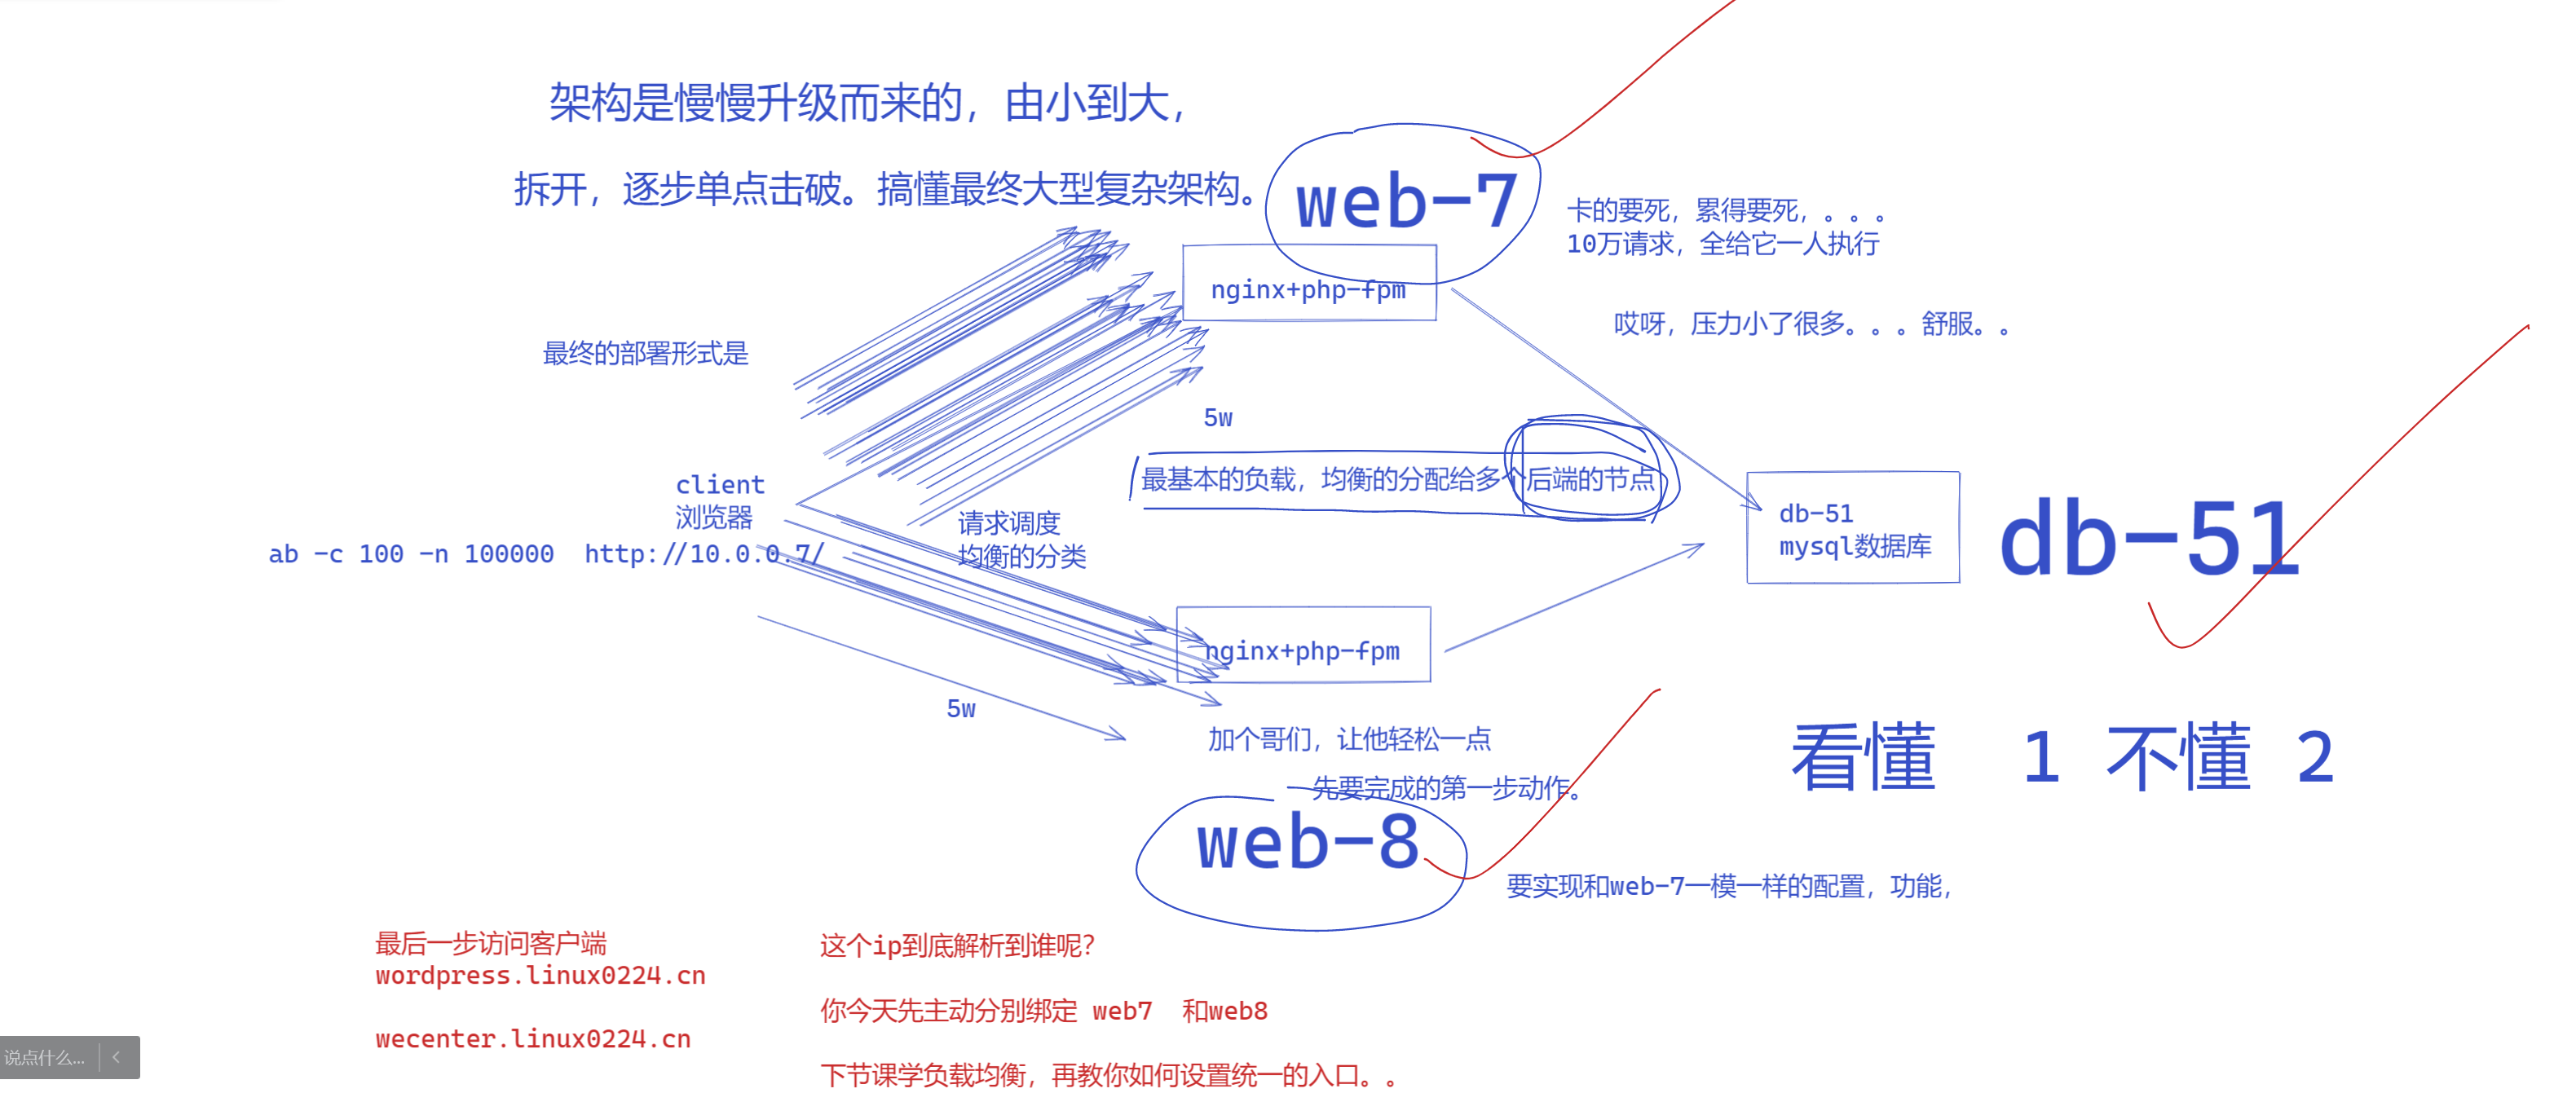 架构是慢慢升级而来的，由小到大，
拆开，逐步单点击破。搞懂最终大型复杂架构。
web-7
卡的要死，累得要死，。。。
10万请求，全给它一人执行
nginx+php-fpm
哎呀，压力小了很多。。。舒服。。
最终的部署形式是
5w
最基本的负载，均衡的分配给多个后端的节点
client
浏览器
ab -c 100 -n 100000  http://10.0.0.7/
请求调度
均衡的分类
db-51
mysql数据库
db-51
nginx+php-fpm
5w
加个哥们，让他轻松一点
先要完成的第一步动作。
看懂  1 不懂 2
web-8
要实现和web-7一模一样的配置，功能，
最后一步访问客户端
wordpress.linux0224.cn
wecenter.linux0224.cn
这个ip到底解析到谁呢？
你今天先主动分别绑定 web7  和web8
下节课学负载均衡，再教你如何设置统一的入口。。
说点什么...